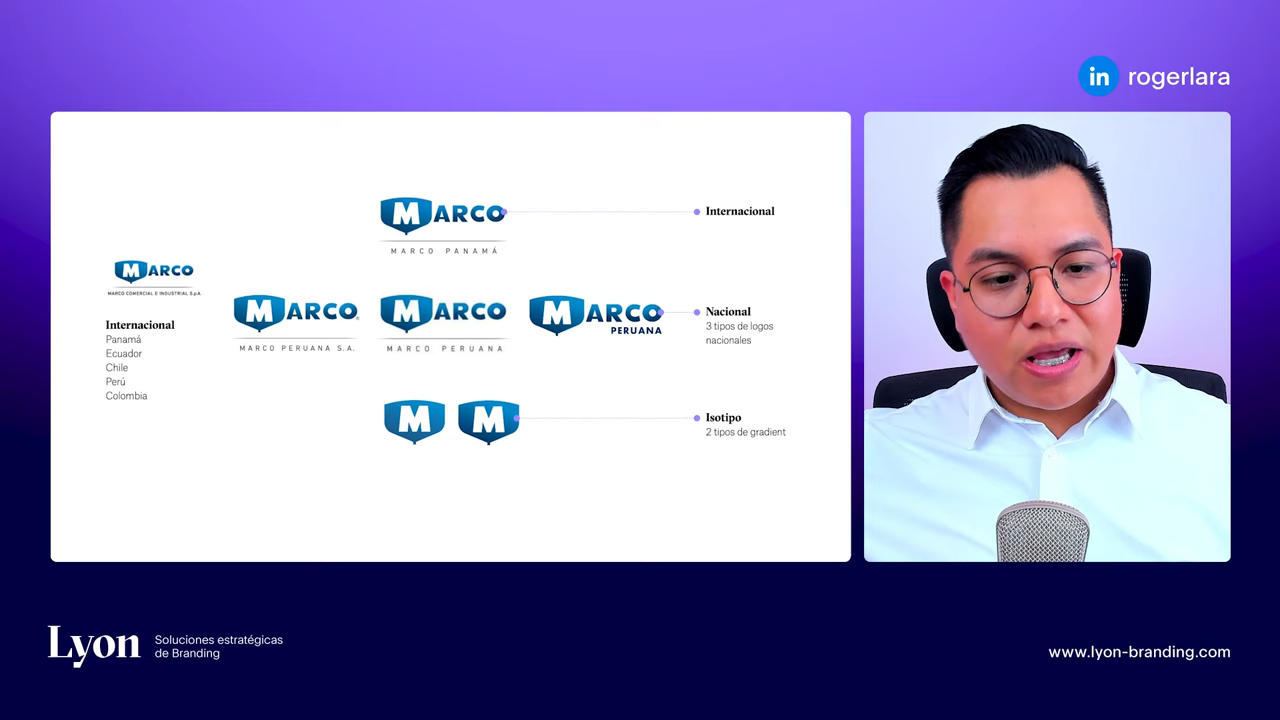 in rogerlara
MARCO
MARCO PANAMÁ
Internacional
MARCO
MARCO COMERCIAL E INDUSTRIAL S.p.A.
Internacional
Panamá
Ecuador
Chile
Perú
Colombia
MARCO
MARCO PERUANA S.A.
MARCO
MARCO PERUANA
MARCO
PERUANA
Nacional
3 tipos de logos
nacionales
M
M
Isotipo
2 tipos de gradient
Lyon
Soluciones estratégicas
de Branding
www.lyon-branding.com